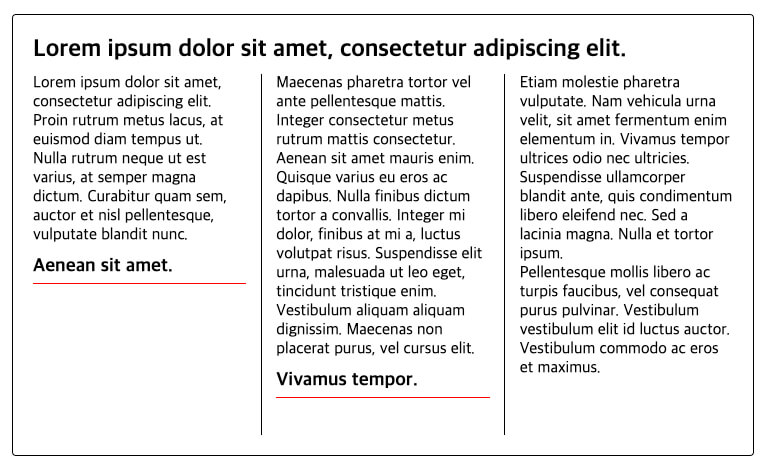 Lorem ipsum dolor sit amet, consectetur adipiscing elit.
Lorem ipsum dolor sit amet,
consectetur adipiscing elit.
Proin rutrum metus lacus, at
euismod diam tempus ut.
Nulla rutrum neque ut est
varius, at semper magna
dictum. Curabitur quam sem,
auctor et nisl pellentesque,
vulputate blandit nunc.
Aenean sit amet.
Maecenas pharetra tortor vel
ante pellentesque mattis.
Integer consectetur metus
rutrum mattis consectetur.
Aenean sit amet mauris enim.
Quisque varius eu eros ac
dapibus. Nulla finibus dictum
tortor a convallis. Integer mi
dolor, finibus at mi a, luctus
volutpat risus. Suspendisse elit
urna, malesuada ut leo eget,
tincidunt tristique enim.
Vestibulum aliquam aliquam
dignissim. Maecenas non
placerat purus, vel cursus elit.
Vivamus tempor.
Etiam molestie pharetra
vulputate. Nam vehicula urna
velit, sit amet fermentum enim
elementum in. Vivamus tempor
ultrices odio nec ultricies.
Suspendisse ullamcorper
blandit ante, quis condimentum
libero eleifend nec. Sed a
lacinia magna. Nulla et tortor
ipsum.
Pellentesque mollis libero ac
turpis faucibus, vel consequat
purus pulvinar. Vestibulum
vestibulum elit id luctus auctor.
Vestibulum commodo ac eros
et maximus.